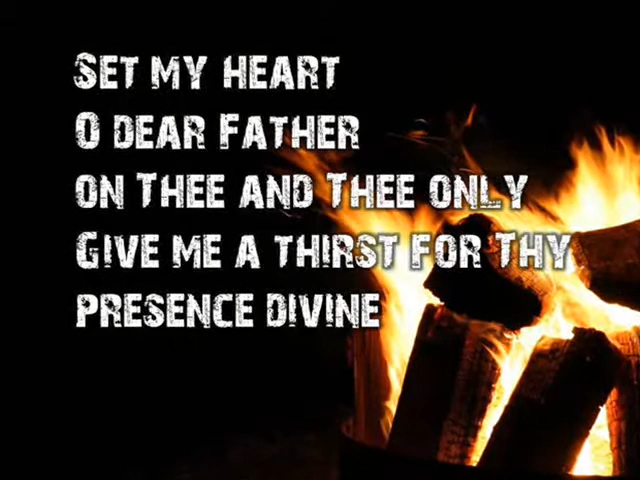 Set my heart
O dear Father
on Thee and Thee only
Give me a thirst for Thy
presence divine